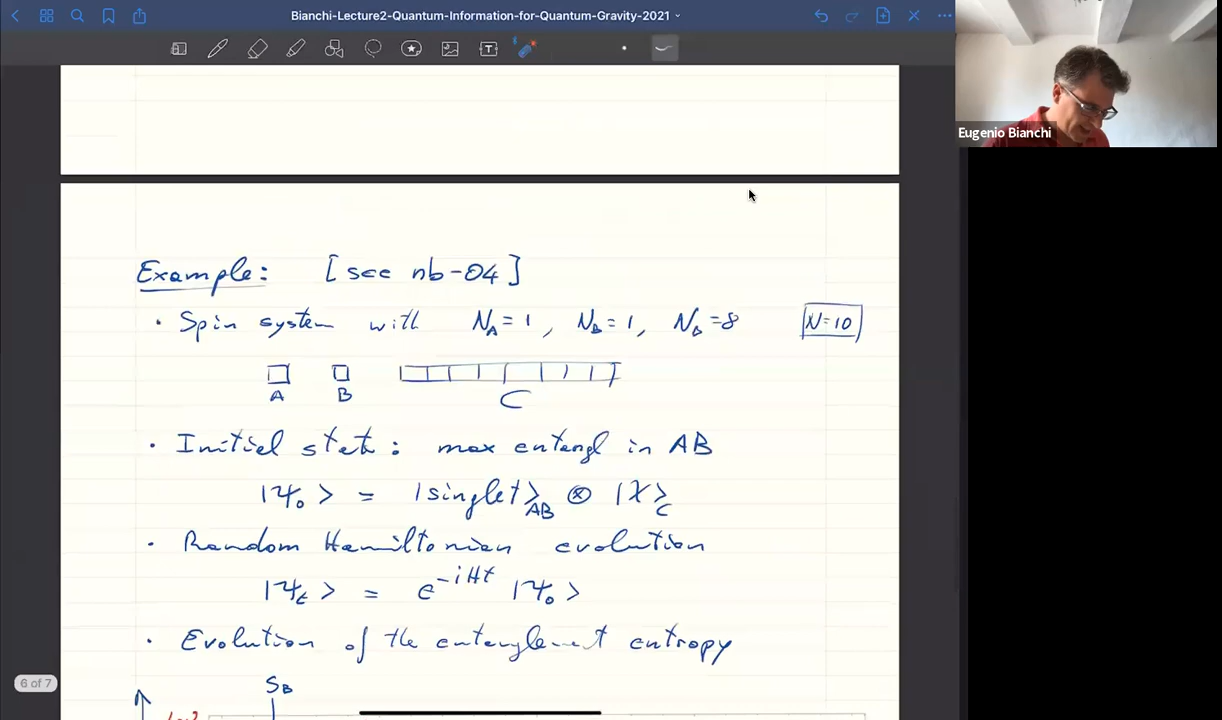 Bianchi-Lecture2-Quantum-Information-for-Quantum-Gravity-2021
Eugenio Bianchi
Example: [see nb-04]
· Spin system with N_A = 1, N_B = 1, N_b = 8 N=10
A B C
· Initial stat: max entangl in AB
|ψ₀> = |singlet>_AB ⊗ |χ>_C
· Random Hamiltonian evolution
|ψ_t> = e^{-iHt} |ψ₀>
· Evolution of the entanglement entropy
6 of 7
S_B